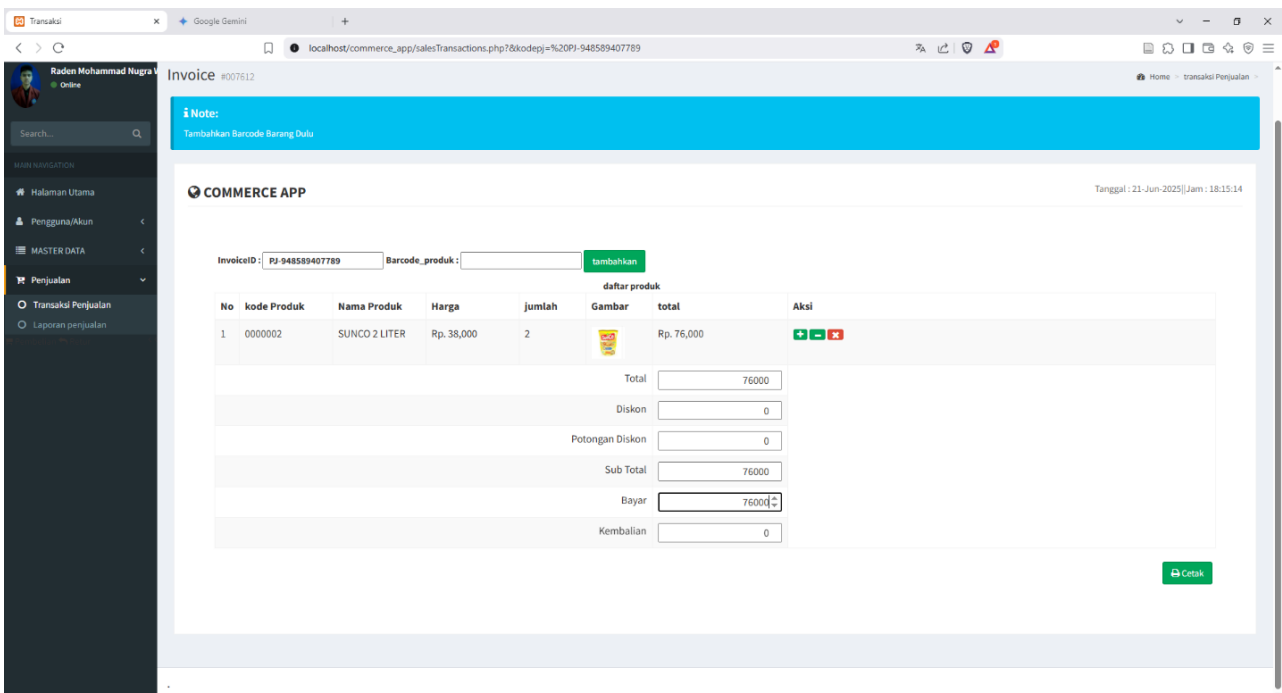 Transaksi
Google Gemini
localhost/commerce_app/salesTransactions.php?&kodepj=%20PJ-948589407789
Raden Mohammad Nugra W
Online
Search...
MAIN NAVIGATION
Halaman Utama
Pengguna/Akun
MASTER DATA
Penjualan
Transaksi Penjualan
Laporan penjualan
Invoice #007612
Home > transaksi Penjualan >
Note:
Tambahkan Barcode Barang Dulu
COMMERCE APP
Tanggal : 21-Jun-2025||Jam : 18:15:14
InvoiceID : PJ-948589407789 Barcode_produk : tambahkan
daftar produk
No kode Produk Nama Produk Harga jumlah Gambar total Aksi
1 0000002 SUNCO 2 LITER Rp. 38,000 2 Rp. 76,000
Total 76000
Diskon 0
Potongan Diskon 0
Sub Total 76000
Bayar 76000
Kembalian 0
Cetak
.